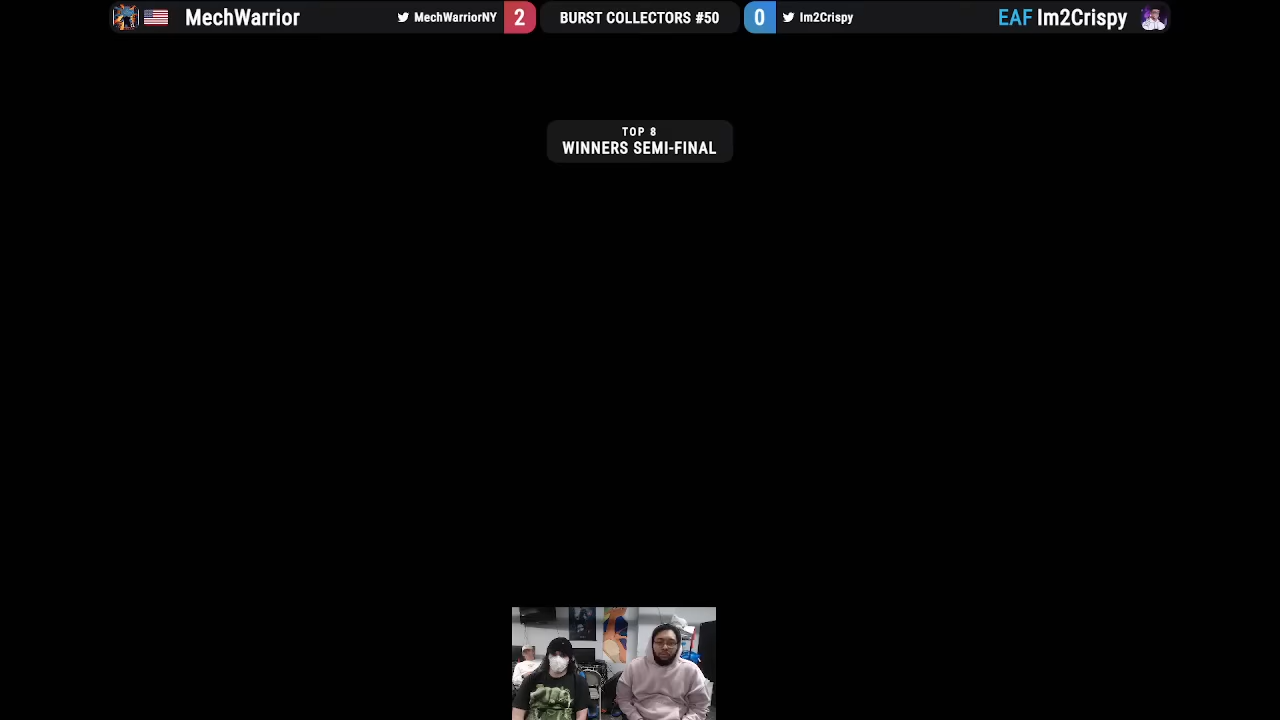 MechWarrior
MechWarriorNY
2
BURST COLLECTORS #50
0
Im2Crispy
EAF Im2Crispy
TOP 8
WINNERS SEMI-FINAL